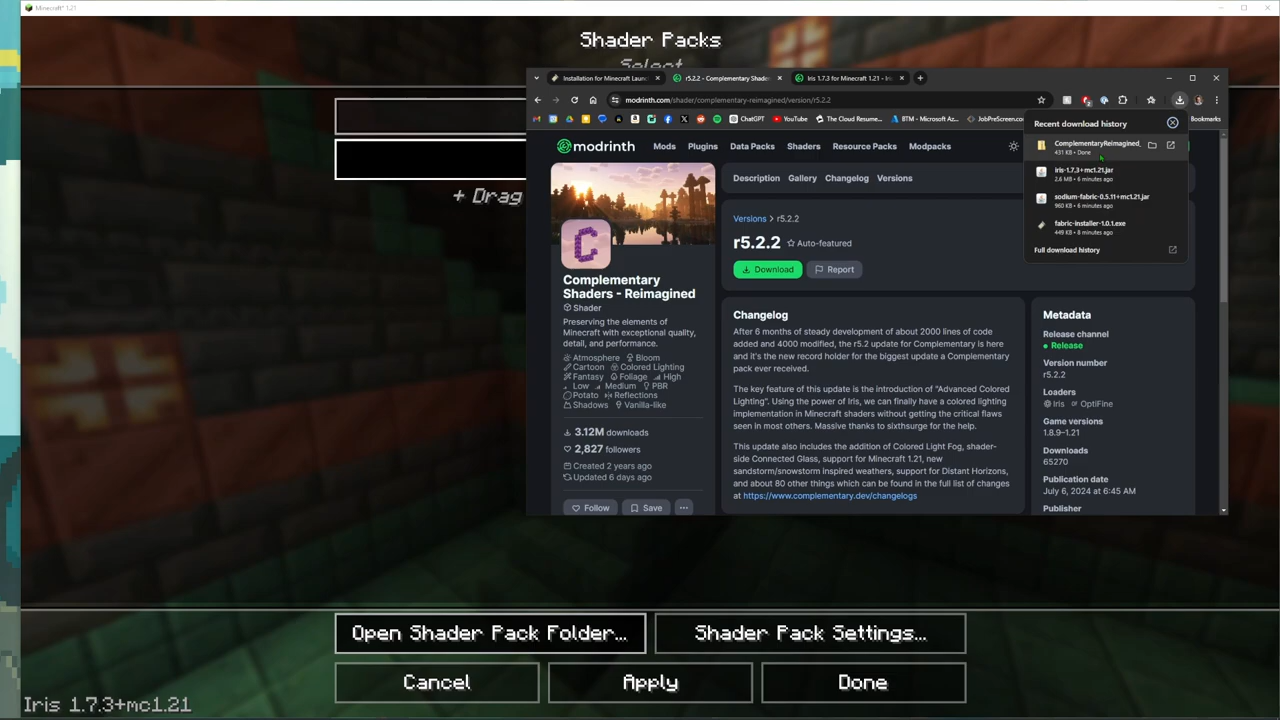 Minecraft* 1.21
Shader Packs
Select
+ Drag
Installation for Minecraft Launc
r5.2.2 - Complementary Shade
Iris 1.7.3 for Minecraft 1.21 - Iris
modrinth.com/shader/complementary-reimagined/version/r5.2.2
ChatGPT
YouTube
The Cloud Resume...
BTM - Microsoft Az...
JobPreScreen
Bookmarks
Recent download history
ComplementaryReimagined_
431 KB • Done
iris-1.7.3+mc1.21.jar
2.6 MB • 6 minutes ago
sodium-fabric-0.5.11+mc1.21.jar
960 KB • 6 minutes ago
fabric-installer-1.0.1.exe
449 KB • 8 minutes ago
Full download history
modrinth
Mods
Plugins
Data Packs
Shaders
Resource Packs
Modpacks
C
Complementary
Shaders - Reimagined
Shader
Preserving the elements of
Minecraft with exceptional quality,
detail, and performance.
Atmosphere Bloom
Cartoon Colored Lighting
Fantasy Foliage High
Low Medium PBR
Potato Reflections
Shadows Vanilla-like
3.12M downloads
2,827 followers
Created 2 years ago
Updated 6 days ago
Follow
Save
Description
Gallery
Changelog
Versions
Versions > r5.2.2
r5.2.2 Auto-featured
Download
Report
Changelog
After 6 months of steady development of about 2000 lines of code
added and 4000 modified, the r5.2 update for Complementary is here
and it's the new record holder for the biggest update a Complementary
pack ever received.
The key feature of this update is the introduction of "Advanced Colored
Lighting". Using the power of Iris, we can finally have a colored lighting
implementation in Minecraft shaders without getting the critical flaws
seen in most others. Massive thanks to sixthsurge for the help.
This update also includes the addition of Colored Light Fog, shader-
side Connected Glass, support for Minecraft 1.21, new
sandstorm/snowstorm inspired weathers, support for Distant Horizons,
and about 80 other things which can be found in the full list of changes
at https://www.complementary.dev/changelogs
Metadata
Release channel
• Release
Version number
r5.2.2
Loaders
Iris or OptiFine
Game versions
1.8.9–1.21
Downloads
65270
Publication date
July 6, 2024 at 6:45 AM
Publisher
Open Shader Pack Folder...
Shader Pack Settings...
Cancel
Apply
Done
Iris 1.7.3+mc1.21